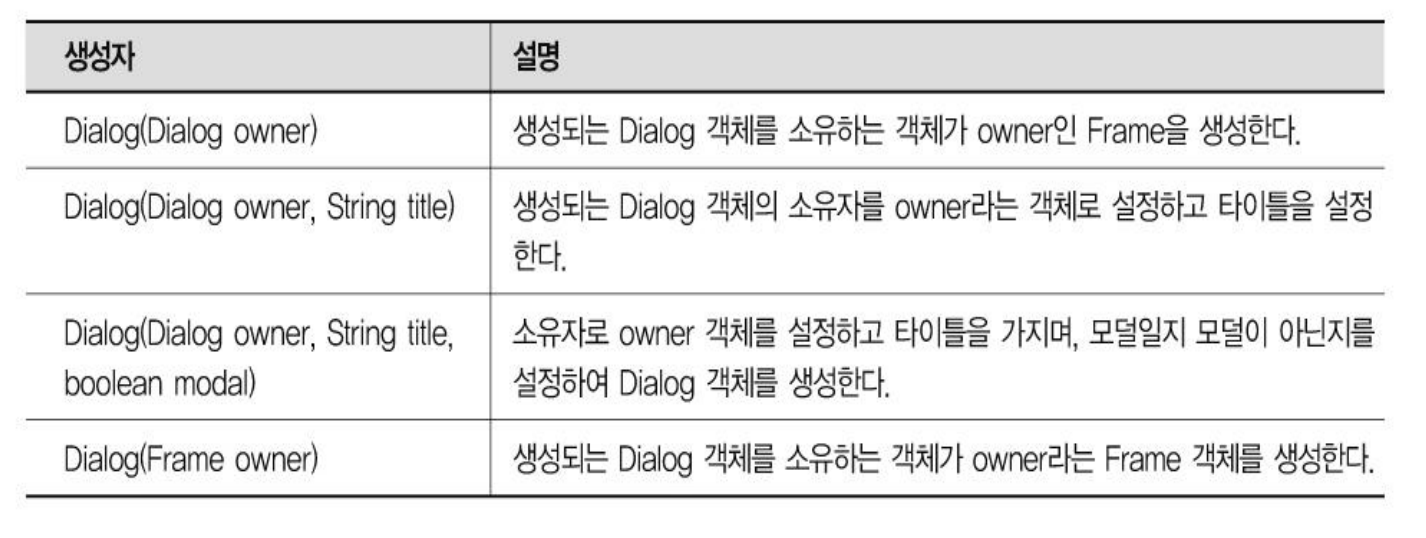 생성자 설명
Dialog(Dialog owner) 생성되는 Dialog 객체를 소유하는 객체가 owner인 Frame을 생성한다.
Dialog(Dialog owner, String title) 생성되는 Dialog 객체의 소유자를 owner라는 객체로 설정하고 타이틀을 설정
한다.
Dialog(Dialog owner, String title, 소유자로 owner 객체를 설정하고 타이틀을 가지며, 모덜일지 모덜이 아닌지를
boolean modal) 설정하여 Dialog 객체를 생성한다.
Dialog(Frame owner) 생성되는 Dialog 객체를 소유하는 객체가 owner라는 Frame 객체를 생성한다.